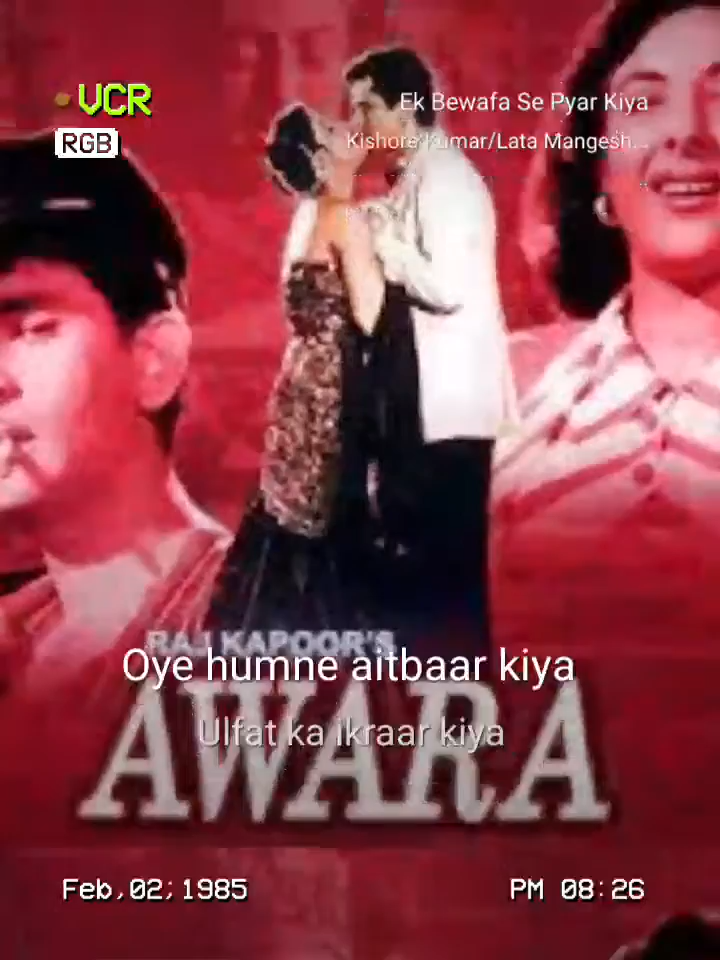 VCR
RGB
Ek Bewafa Se Pyar Kiya
Kishore Kumar/Lata Mangesh...
RAJ KAPOOR'S
Oye humne aitbaar kiya
AWARA
Ulfat ka ikraar kiya
Feb,02,1985
PM 08:26